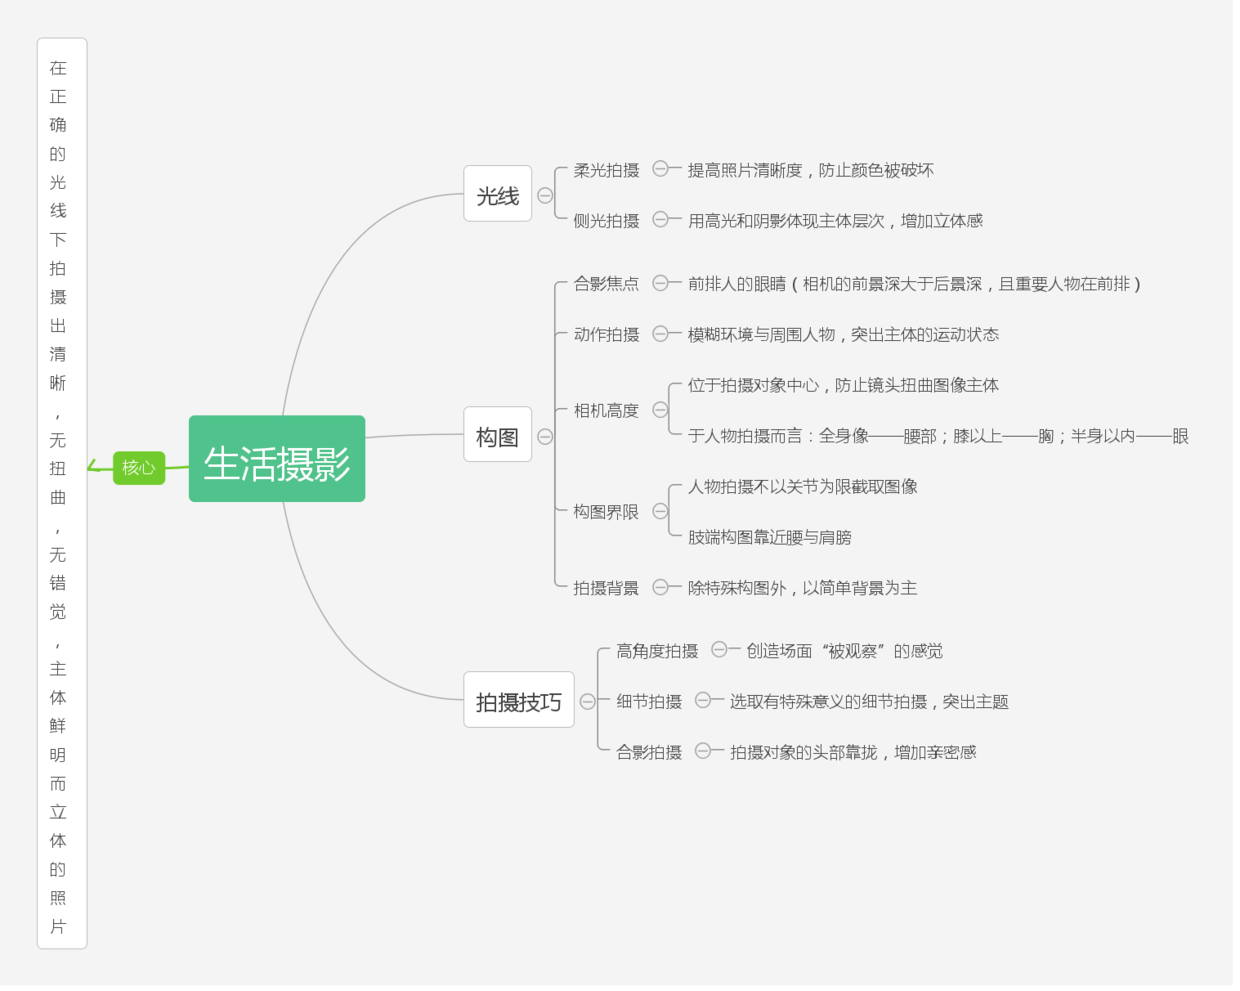 在正确的光线下拍摄出清晰，无扭曲，无错觉，主体鲜明而立体的照片
核心
生活摄影
光线
柔光拍摄
提高照片清晰度，防止颜色被破坏
侧光拍摄
用高光和阴影体现主体层次，增加立体感
构图
合影焦点
前排人的眼睛（相机的前景深大于后景深，且重要人物在前排）
动作拍摄
模糊环境与周围人物，突出主体的运动状态
相机高度
位于拍摄对象中心，防止镜头扭曲图像主体
于人物拍摄而言：全身像——腰部；膝以上——胸；半身以内——眼
构图界限
人物拍摄不以关节为限截取图像
肢端构图靠近腰与肩膀
拍摄背景
除特殊构图外，以简单背景为主
拍摄技巧
高角度拍摄
创造场面“被观察”的感觉
细节拍摄
选取有特殊意义的细节拍摄，突出主题
合影拍摄
拍摄对象的头部靠拢，增加亲密感